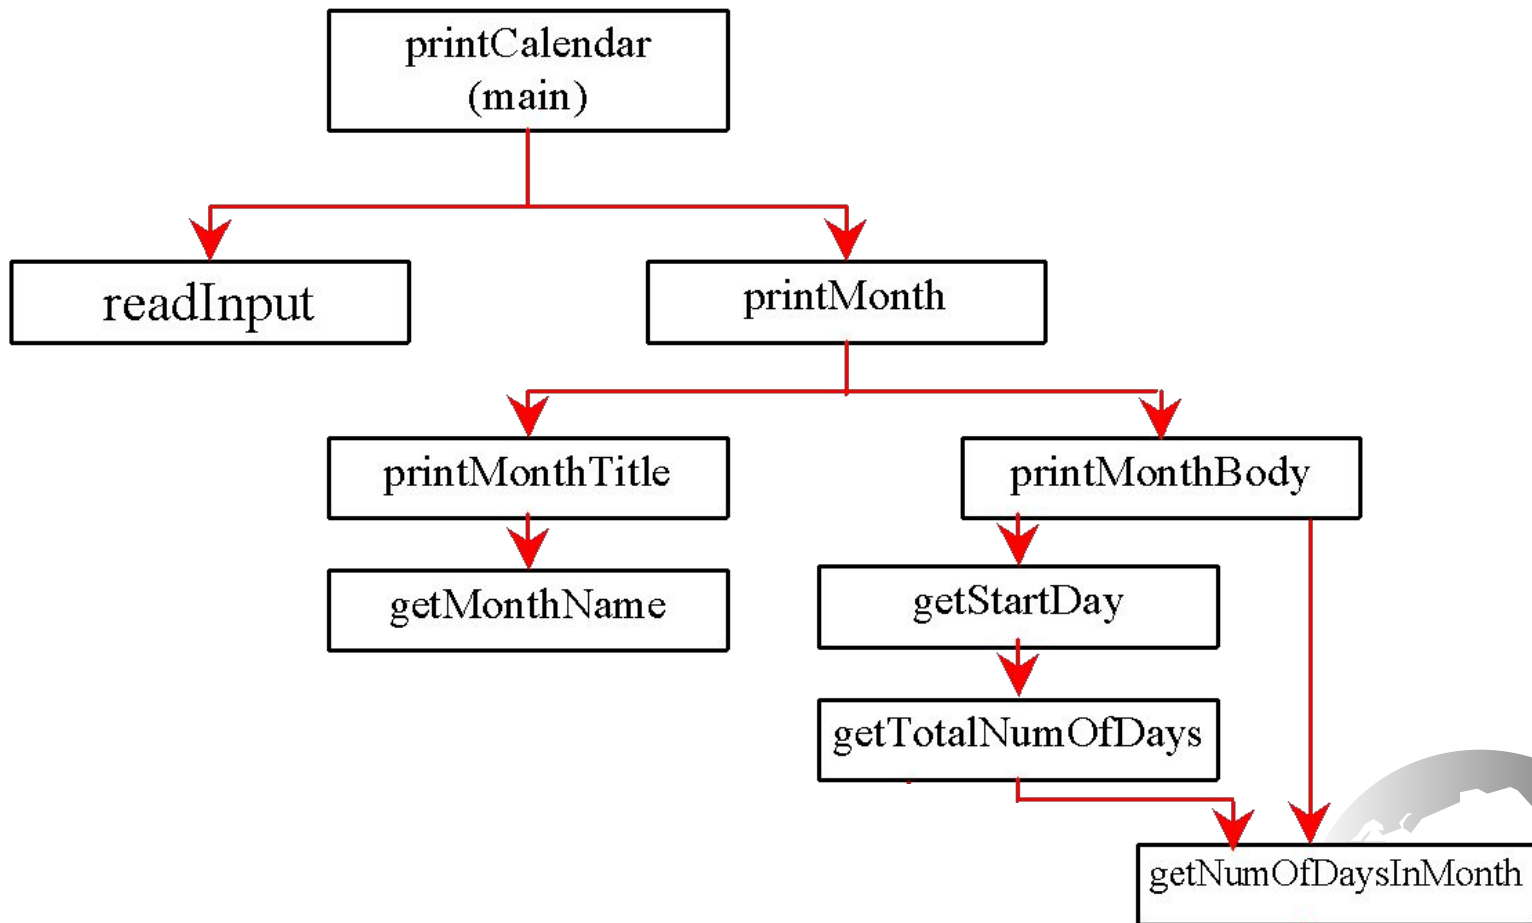 printCalendar
(main)
readInput
printMonth
printMonthTitle
printMonthBody
getMonthName
getStartDay
getTotalNumOfDays
getNumOfDaysInMonth